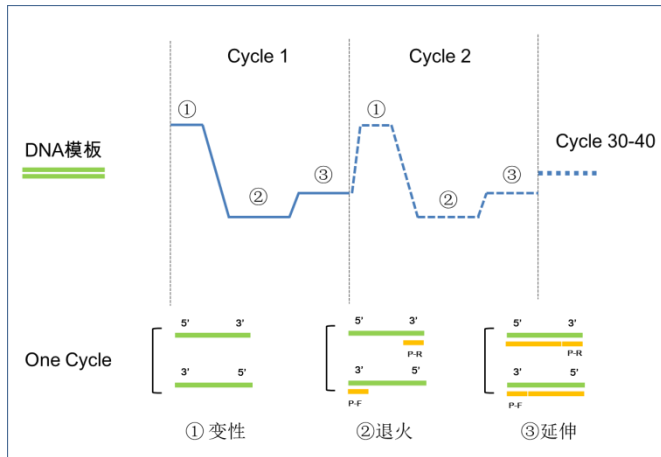 Cycle 1
Cycle 2
① ①
DNA模板
Cycle 30-40
③ ③
② ②
5' 3' 5' 3' 5' 3'
P-R P-R
One Cycle
3' 5' 3' 5' 3' 5'
P-F P-F
①变性
②退火
③延伸